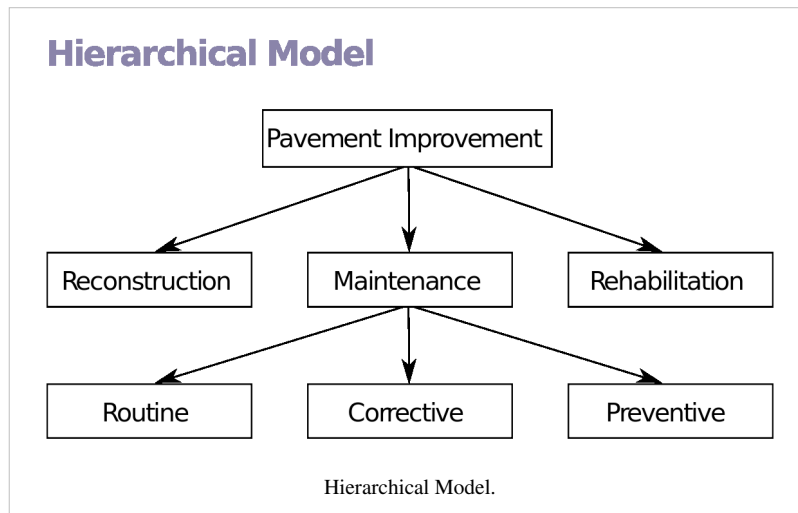 Hierarchical Model
Pavement Improvement
Reconstruction
Maintenance
Rehabilitation
Routine
Corrective
Preventive
Hierarchical Model.